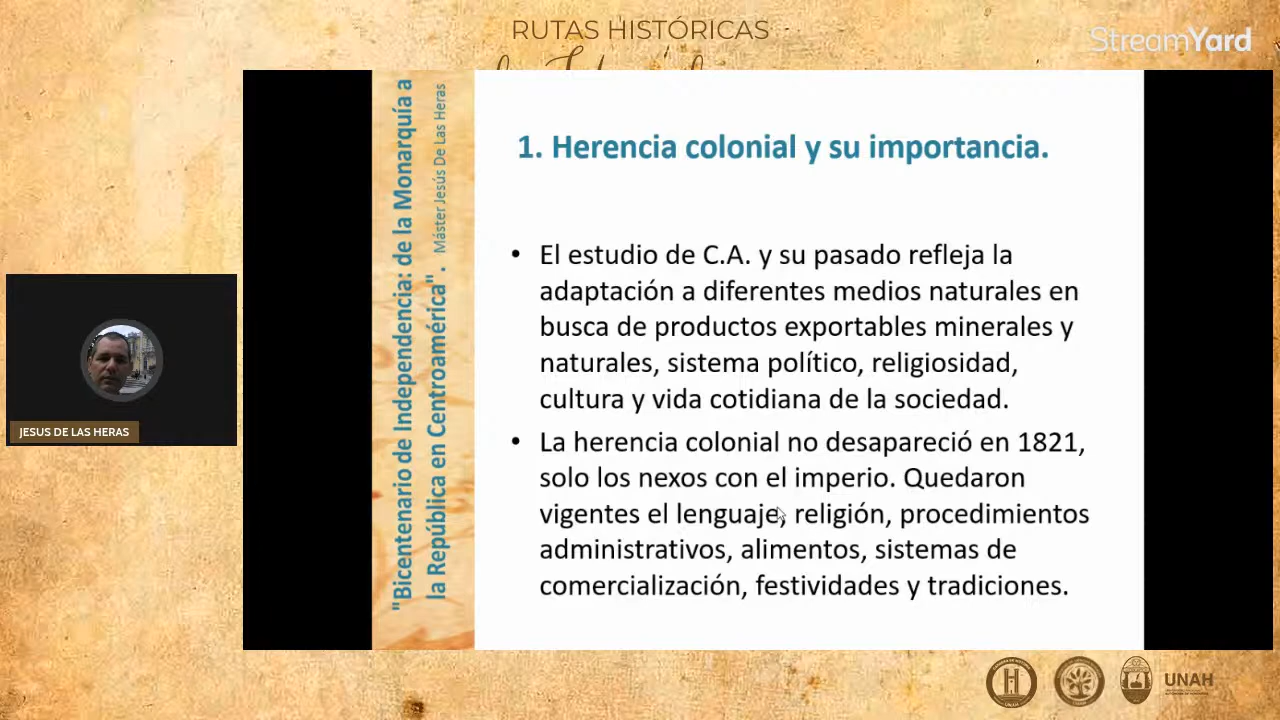 RUTAS HISTÓRICAS
StreamYard
"Bicentenario de Independencia: de la Monarquía a
la República en Centroamérica". Máster Jesús De Las Heras
1. Herencia colonial y su importancia.
• El estudio de C.A. y su pasado refleja la
adaptación a diferentes medios naturales en
busca de productos exportables minerales y
naturales, sistema político, religiosidad,
cultura y vida cotidiana de la sociedad.
• La herencia colonial no desapareció en 1821,
solo los nexos con el imperio. Quedaron
vigentes el lenguaje, religión, procedimientos
administrativos, alimentos, sistemas de
comercialización, festividades y tradiciones.
JESUS DE LAS HERAS
UNAH